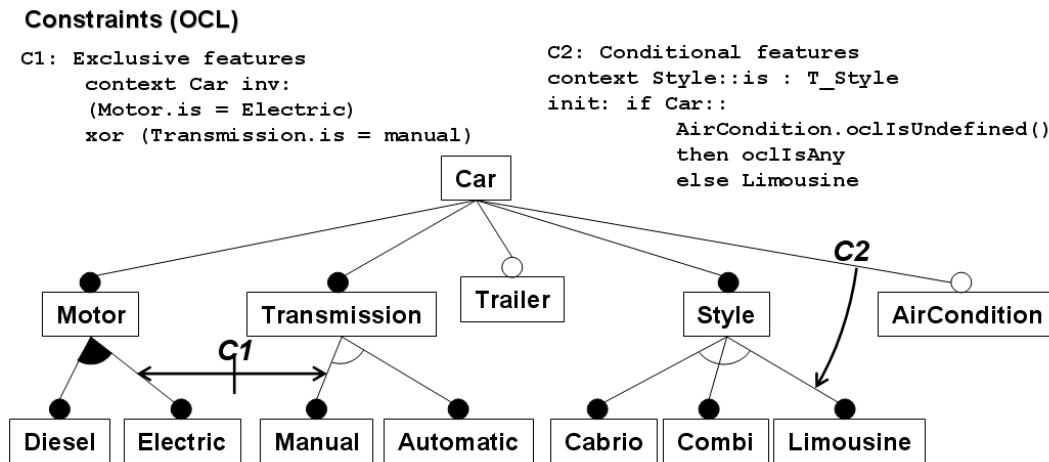 Constraints (OCL)
C1: Exclusive features
context Car inv:
(Motor.is = Electric)
xor (Transmission.is = manual)
C2: Conditional features
context Style::is : T_Style
init: if Car::
AirCondition.oclIsUndefined()
then oclIsAny
else Limousine
Car
C2
Motor
Transmission
Trailer
Style
AirCondition
C1
Diesel
Electric
Manual
Automatic
Cabrio
Combi
Limousine